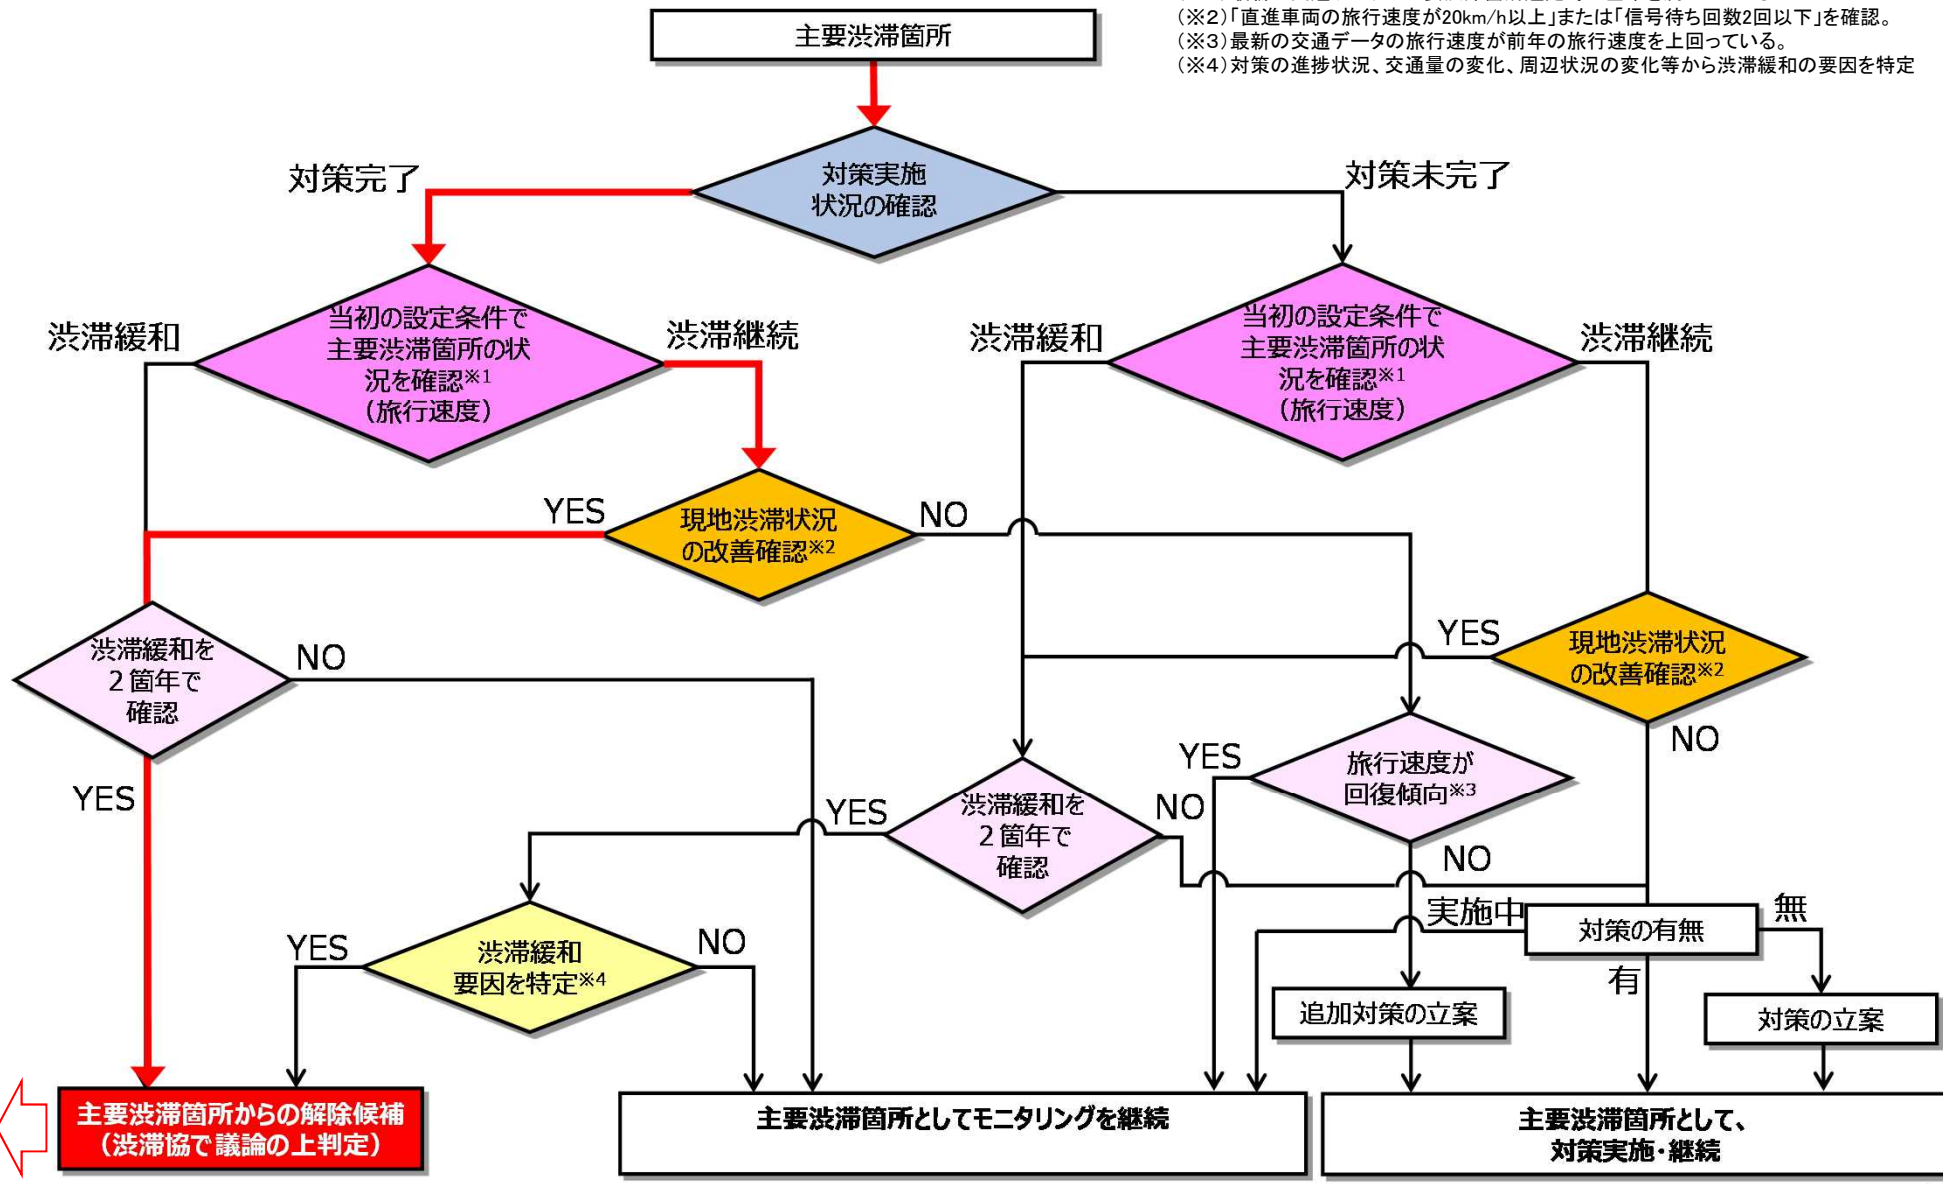 (※2)「直進車両の旅行速度が20km/h以上」または「信号待ち回数2回以下」を確認。
(※3)最新の交通データの旅行速度が前年の旅行速度を上回っている。
(※4)対策の進捗状況、交通量の変化、周辺状況の変化等から渋滞緩和の要因を特定
主要渋滞箇所
対策完了
対策実施
状況の確認
対策未完了
渋滞緩和
当初の設定条件で
主要渋滞箇所の状
況を確認※1
(旅行速度)
渋滞継続
渋滞緩和
当初の設定条件で
主要渋滞箇所の状
況を確認※1
(旅行速度)
渋滞継続
YES
現地渋滞状況
の改善確認※2
NO
渋滞緩和を
2箇年で
確認
NO
YES
YES
現地渋滞状況
の改善確認※2
NO
YES
旅行速度が
回復傾向※3
NO
YES
渋滞緩和を
2箇年で
確認
NO
実施中
対策の有無
無
有
YES
渋滞緩和
要因を特定※4
NO
追加対策の立案
対策の立案
主要渋滞箇所からの解除候補
(渋滞協で議論の上判定)
主要渋滞箇所としてモニタリングを継続
主要渋滞箇所として、
対策実施・継続